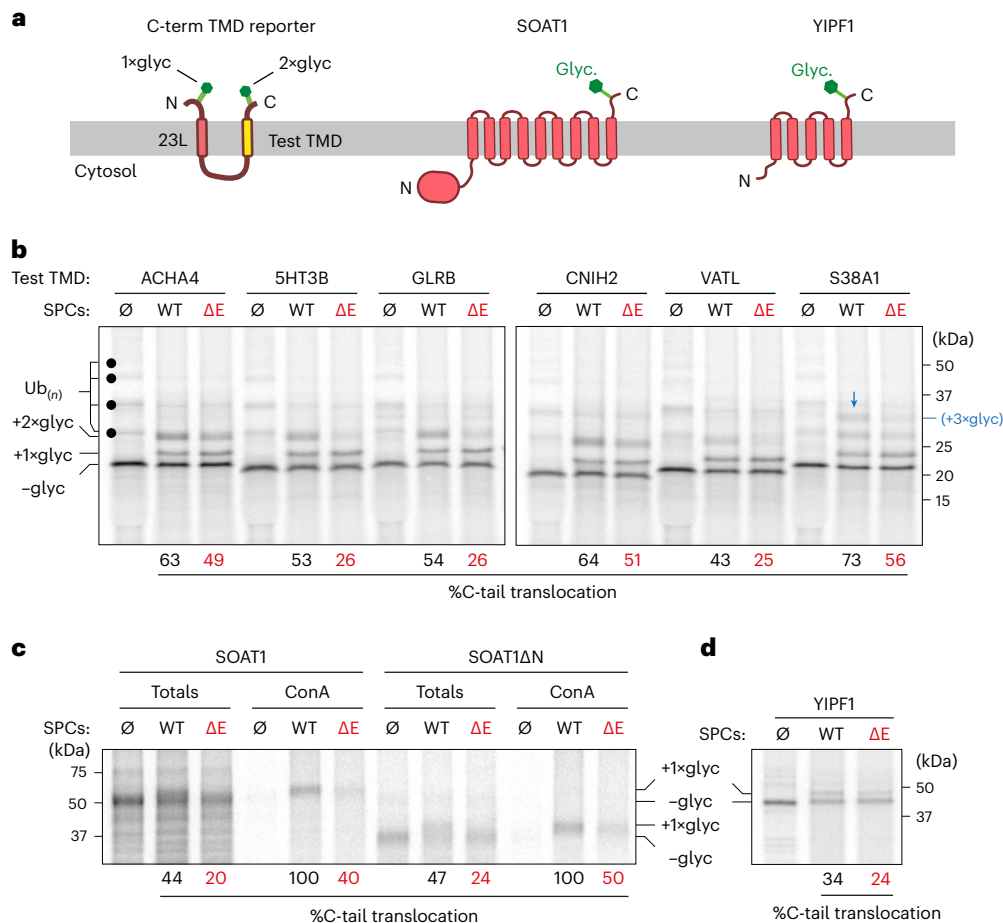 a
C-term TMD reporter
SOAT1
YIPF1
1×glyc
2×glyc
Glyc.
Glyc.
N
C
C
C
23L
Test TMD
Cytosol
N
N
b
Test TMD: ACHA4 5HT3B GLRB CNIH2 VATL S38A1
SPCs: Ø WT ΔE Ø WT ΔE Ø WT ΔE Ø WT ΔE Ø WT ΔE Ø WT ΔE
(kDa)
50
Ub(n)
37
+2×glyc
(+3×glyc)
+1×glyc
25
–glyc
20
15
63 49 53 26 54 26 64 51 43 25 73 56
%C-tail translocation
c
SOAT1 SOAT1ΔN
Totals ConA Totals ConA
SPCs: Ø WT ΔE Ø WT ΔE Ø WT ΔE Ø WT ΔE
(kDa)
75
50
37
+1×glyc
–glyc
+1×glyc
–glyc
44 20 100 40 47 24 100 50
%C-tail translocation
d
YIPF1
SPCs: Ø WT ΔE
(kDa)
50
37
34 24
%C-tail translocation